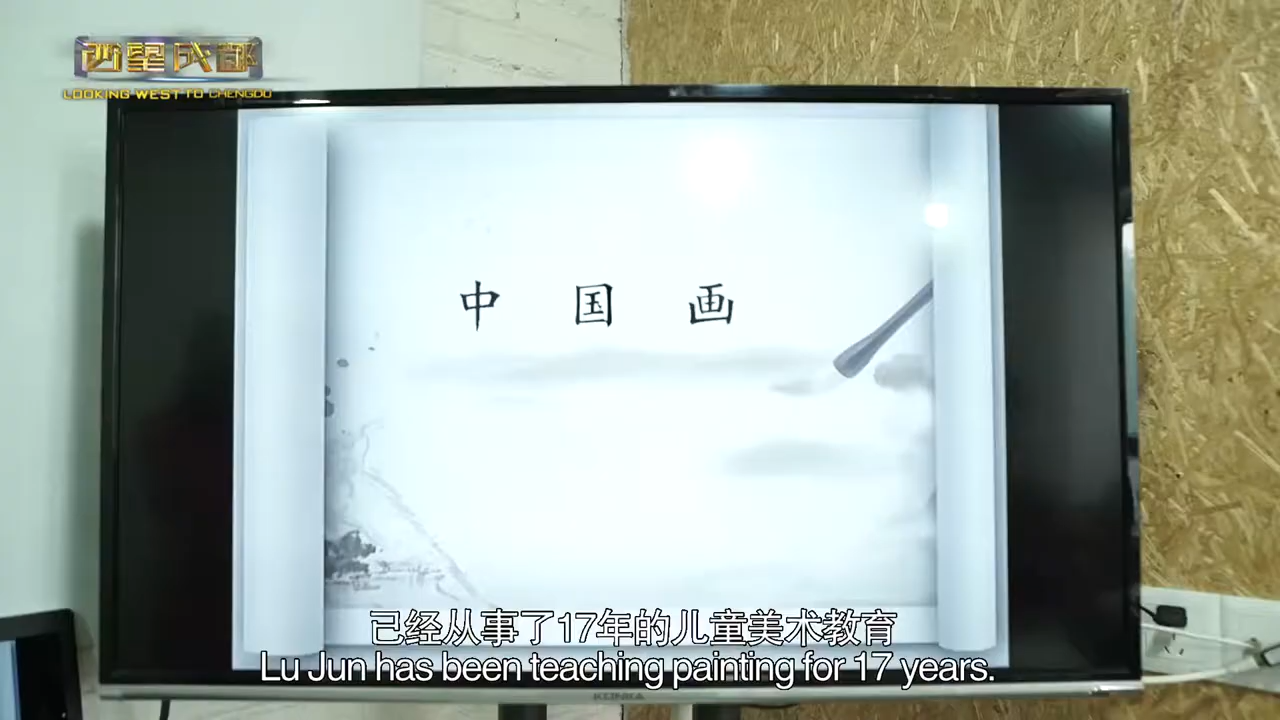 西望成都
LOOKING WEST TO CHENGDU
中国画
已经从事了17年的儿童美术教育
Lu Jun has been teaching painting for 17 years.
KONKA